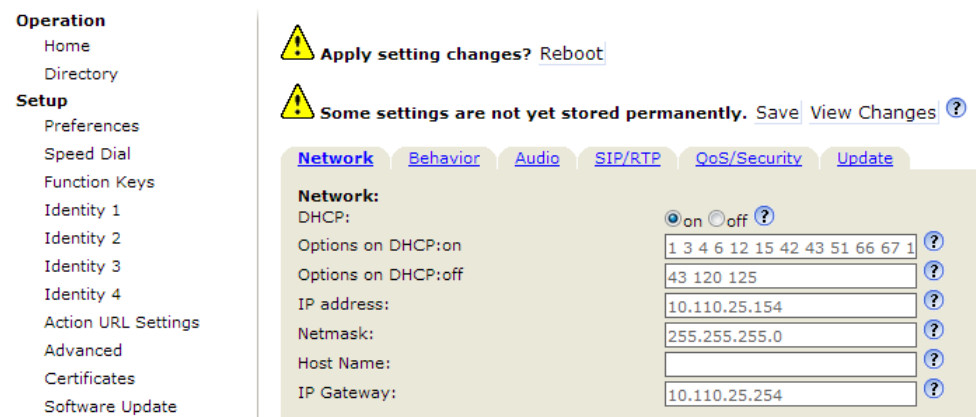 Operation
Home
Directory
Setup
Preferences
Speed Dial
Function Keys
Identity 1
Identity 2
Identity 3
Identity 4
Action URL Settings
Advanced
Certificates
Software Update
Apply setting changes? Reboot
Some settings are not yet stored permanently. Save View Changes ?
Network Behavior Audio SIP/RTP QoS/Security Update
Network:
DHCP: on off ?
Options on DHCP:on 1 3 4 6 12 15 42 43 51 66 67 1 ?
Options on DHCP:off 43 120 125 ?
IP address: 10.110.25.154 ?
Netmask: 255.255.255.0 ?
Host Name: ?
IP Gateway: 10.110.25.254 ?